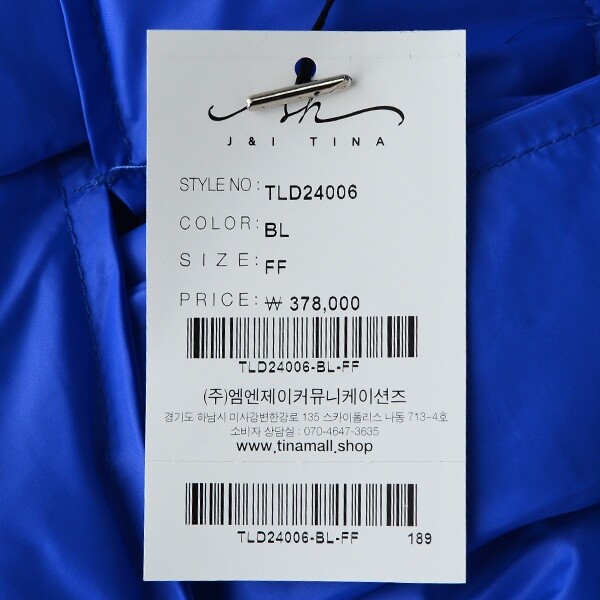 J&I TINA
STYLE NO : TLD24006
COLOR : BL
SIZE : FF
PRICE : ₩ 378,000
TLD24006-BL-FF
(주)엠엔제이커뮤니케이션즈
경기도 하남시 미사강변한강로 135 스카이폴리스 나동 713-4호
소비자 상담실 : 070-4647-3635
www.tinamall.shop
TLD24006-BL-FF 189